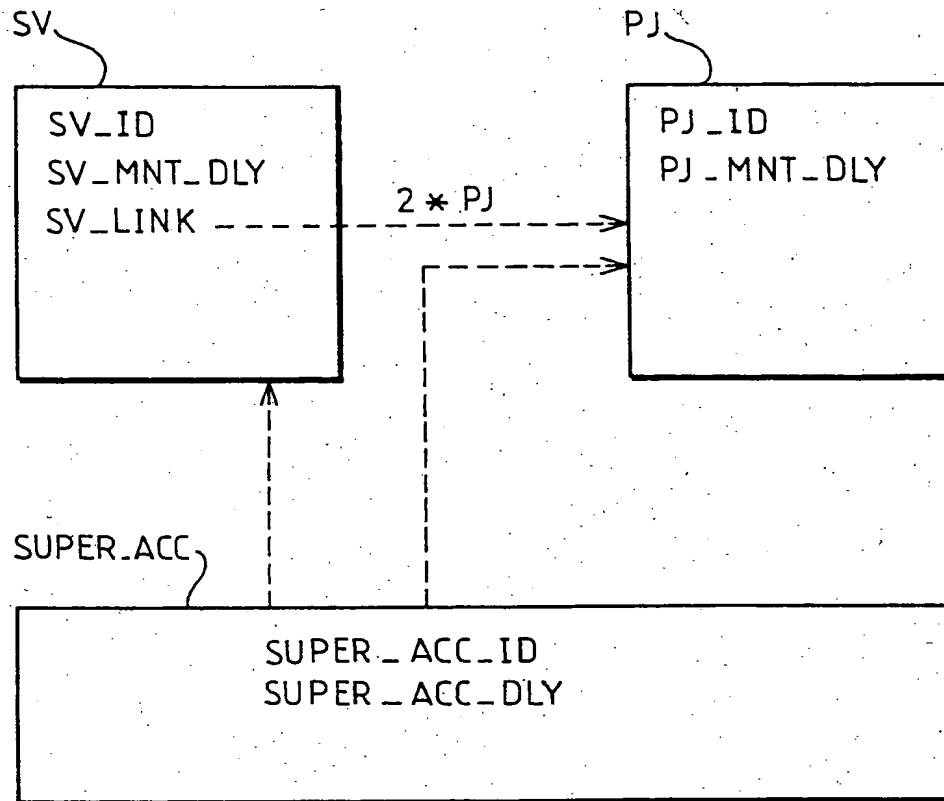 SV
PJ
SV_ID
SV_MNT_DLY
SV_LINK
2 * PJ
PJ_ID
PJ_MNT_DLY
SUPER_ACC
SUPER_ACC_ID
SUPER_ACC_DLY